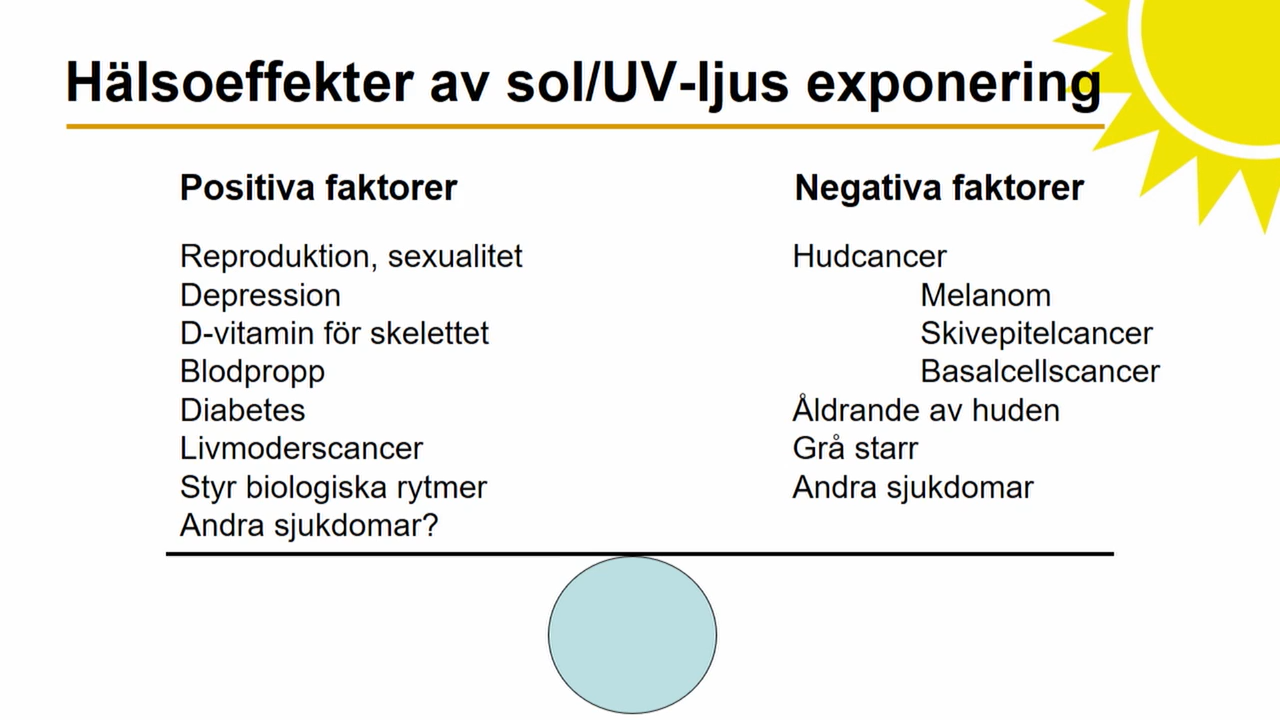 Hälsoeffekter av sol/UV-ljus exponering
Positiva faktorer
Reproduktion, sexualitet
Depression
D-vitamin för skelettet
Blodpropp
Diabetes
Livmoderscancer
Styr biologiska rytmer
Andra sjukdomar?
Negativa faktorer
Hudcancer
Melanom
Skivepitelcancer
Basalcellscancer
Åldrande av huden
Grå starr
Andra sjukdomar